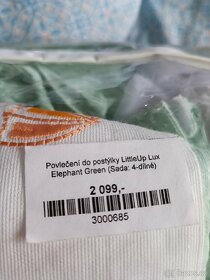 Povlečení do postýlky LittleUp Lux
Elephant Green (Sada: 4-dílné)
2 099,-
3000685